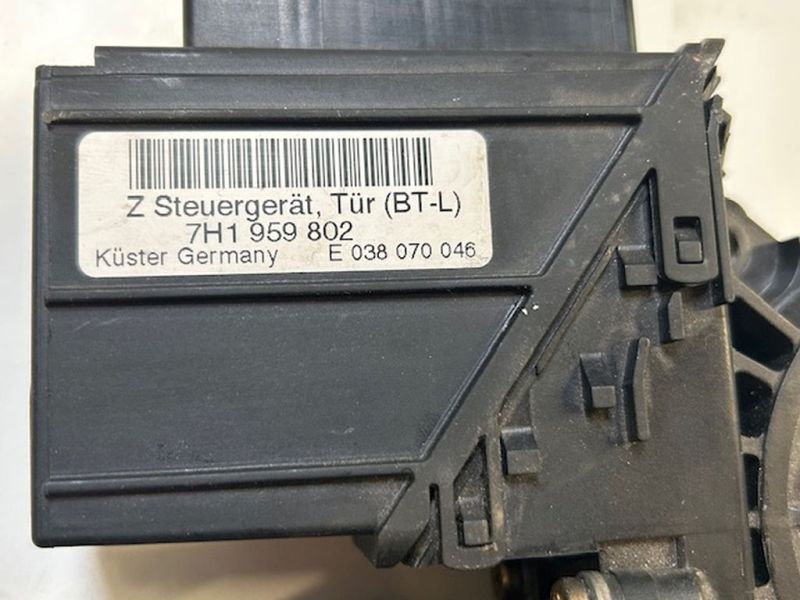 Z Steuergerät, Tür (BT-L)
7H1 959 802
Küster Germany E 038 070 046